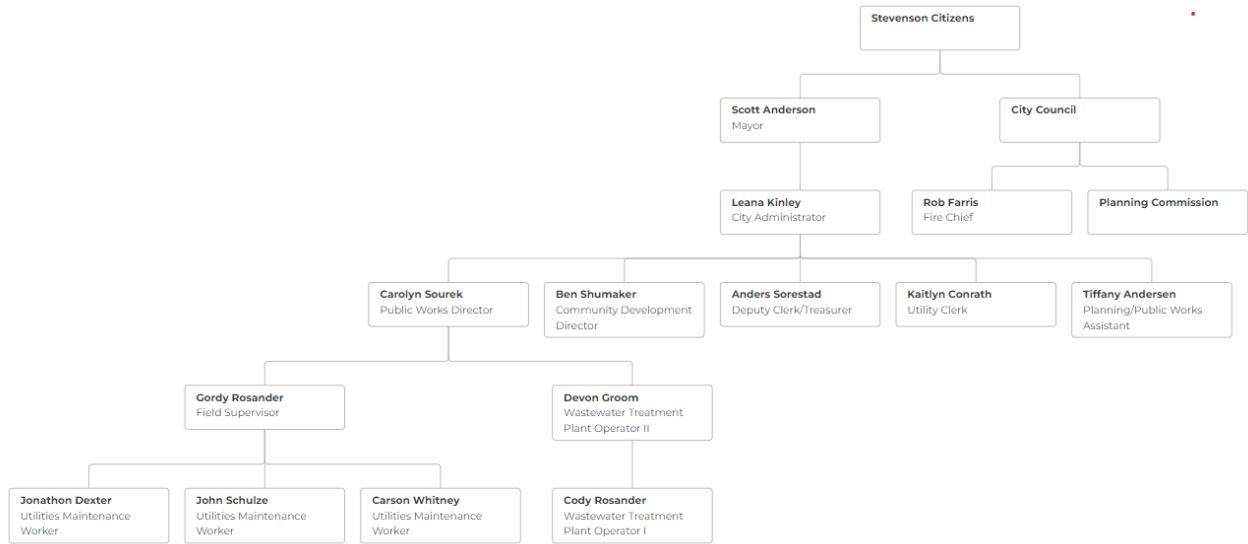 Stevenson Citizens
Scott Anderson
Mayor
City Council
Leana Kinley
City Administrator
Rob Farris
Fire Chief
Planning Commission
Carolyn Sourek
Public Works Director
Ben Shumaker
Community Development
Director
Anders Sorestad
Deputy Clerk/Treasurer
Kaitlyn Conrath
Utility Clerk
Tiffany Andersen
Planning/Public Works
Assistant
Gordy Rosander
Field Supervisor
Devon Groom
Wastewater Treatment
Plant Operator II
Jonathon Dexter
Utilities Maintenance
Worker
John Schulze
Utilities Maintenance
Worker
Carson Whitney
Utilities Maintenance
Worker
Cody Rosander
Wastewater Treatment
Plant Operator I